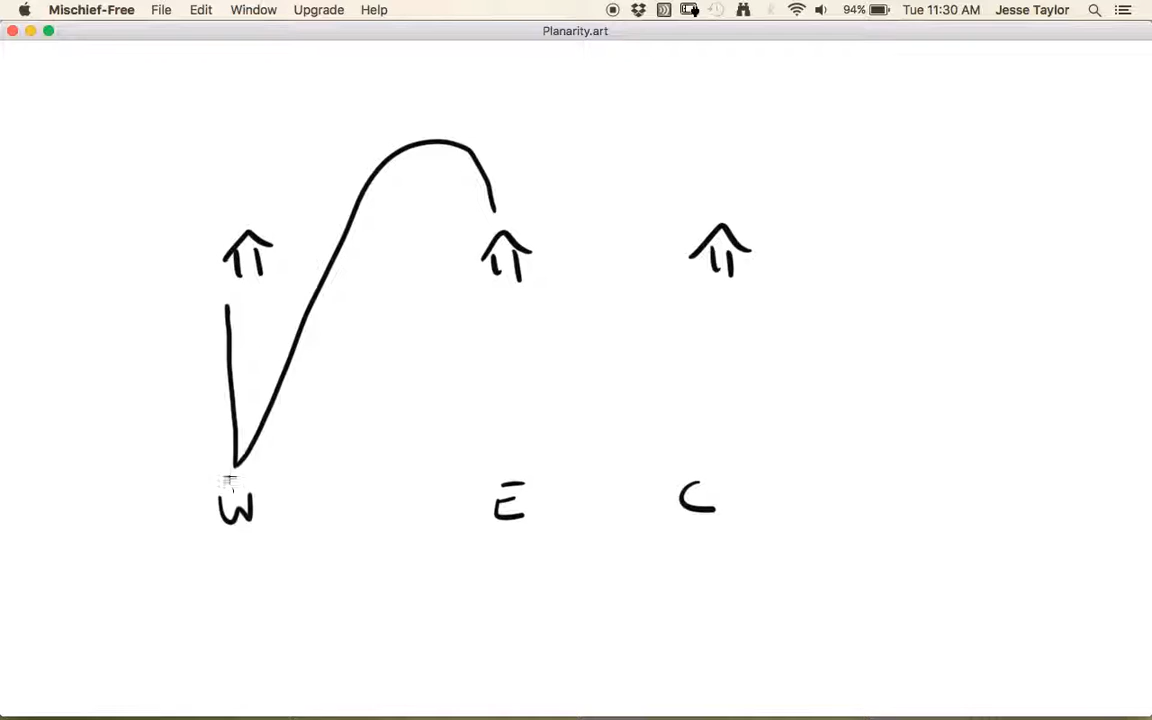 Mischief-Free File Edit Window Upgrade Help 94% Tue 11:30 AM Jesse Taylor
Planarity.art
W E C